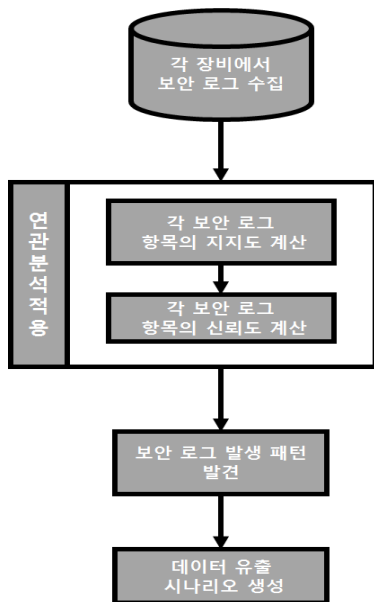 각 장비에서
보안 로그 수집
연관분석적용
각 보안 로그
항목의 지지도 계산
각 보안 로그
항목의 신뢰도 계산
보안 로그 발생 패턴
발견
데이터 유출
시나리오 생성